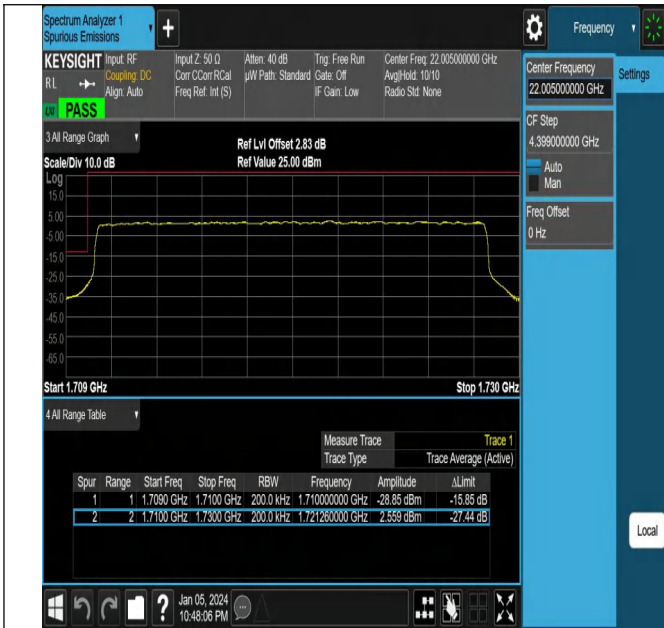 Spectrum Analyzer 1
Spurious Emissions
Frequency
KEYSIGHT
RL
PASS
Input: RF
Coupling: DC
Align: Auto
Input Z: 50 Ω
Corr CCorr RCal
Freq Ref: Int (S)
Atten: 40 dB
µW Path: Standard
Trig: Free Run
Gate: Off
IF Gain: Low
Center Freq: 22.005000000 GHz
Avg|Hold: 10/10
Radio Std: None
Center Frequency
22.005000000 GHz
Settings
CF Step
4.399000000 GHz
Auto
Man
Freq Offset
0 Hz
3 All Range Graph
Scale/Div 10.0 dB
Ref Lvl Offset 2.83 dB
Ref Value 25.00 dBm
Log
15.0
5.00
-5.00
-15.0
-25.0
-35.0
-45.0
-55.0
-65.0
Start 1.709 GHz
Stop 1.730 GHz
4 All Range Table
Measure Trace Trace 1
Trace Type Trace Average (Active)
Spur Range Start Freq Stop Freq RBW Frequency Amplitude ΔLimit
1 1 1.7090 GHz 1.7100 GHz 200.0 kHz 1.710000000 GHz -28.85 dBm -15.85 dB
2 2 1.7100 GHz 1.7300 GHz 200.0 kHz 1.721260000 GHz 2.559 dBm -27.44 dB
Local
?
Jan 05, 2024
10:48:06 PM